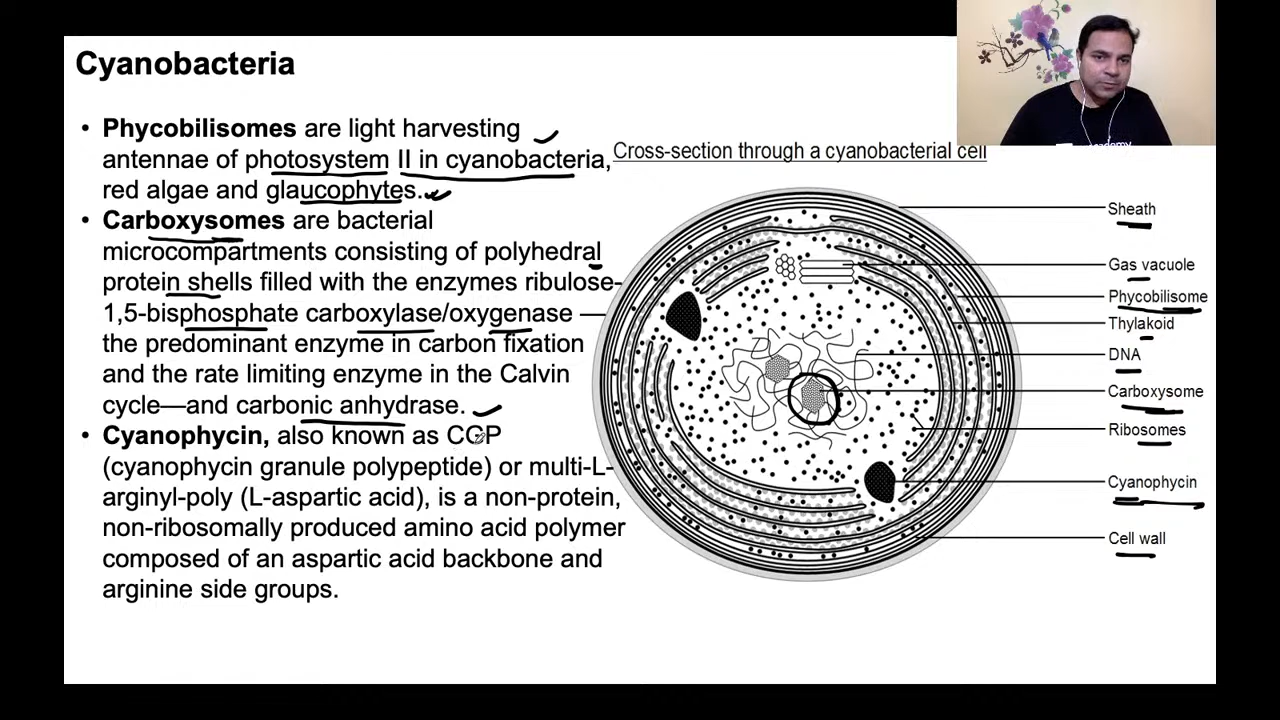 Cyanobacteria
• Phycobilisomes are light harvesting
antennae of photosystem II in cyanobacteria,
red algae and glaucophytes.
• Carboxysomes are bacterial
microcompartments consisting of polyhedral
protein shells filled with the enzymes ribulose-
1,5-bisphosphate carboxylase/oxygenase —
the predominant enzyme in carbon fixation
and the rate limiting enzyme in the Calvin
cycle—and carbonic anhydrase.
• Cyanophycin, also known as CGP
(cyanophycin granule polypeptide) or multi-L-
arginyl-poly (L-aspartic acid), is a non-protein,
non-ribosomally produced amino acid polymer
composed of an aspartic acid backbone and
arginine side groups.
Cross-section through a cyanobacterial cell
Sheath
Gas vacuole
Phycobilisome
Thylakoid
DNA
Carboxysome
Ribosomes
Cyanophycin
Cell wall